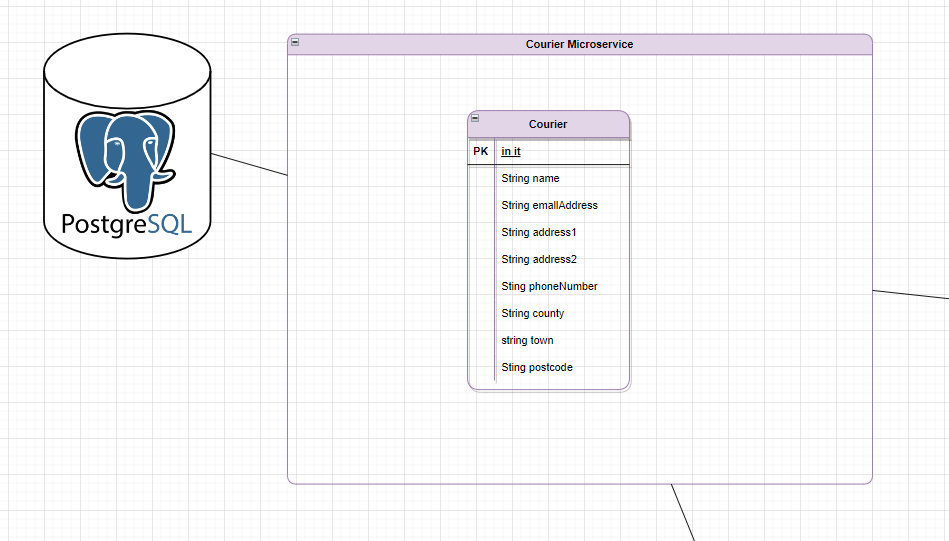 Courier Microservice
Courier
PK in it
String name
String emailAddress
String address1
String address2
Sting phoneNumber
String county
string town
Sting postcode
PostgreSQL